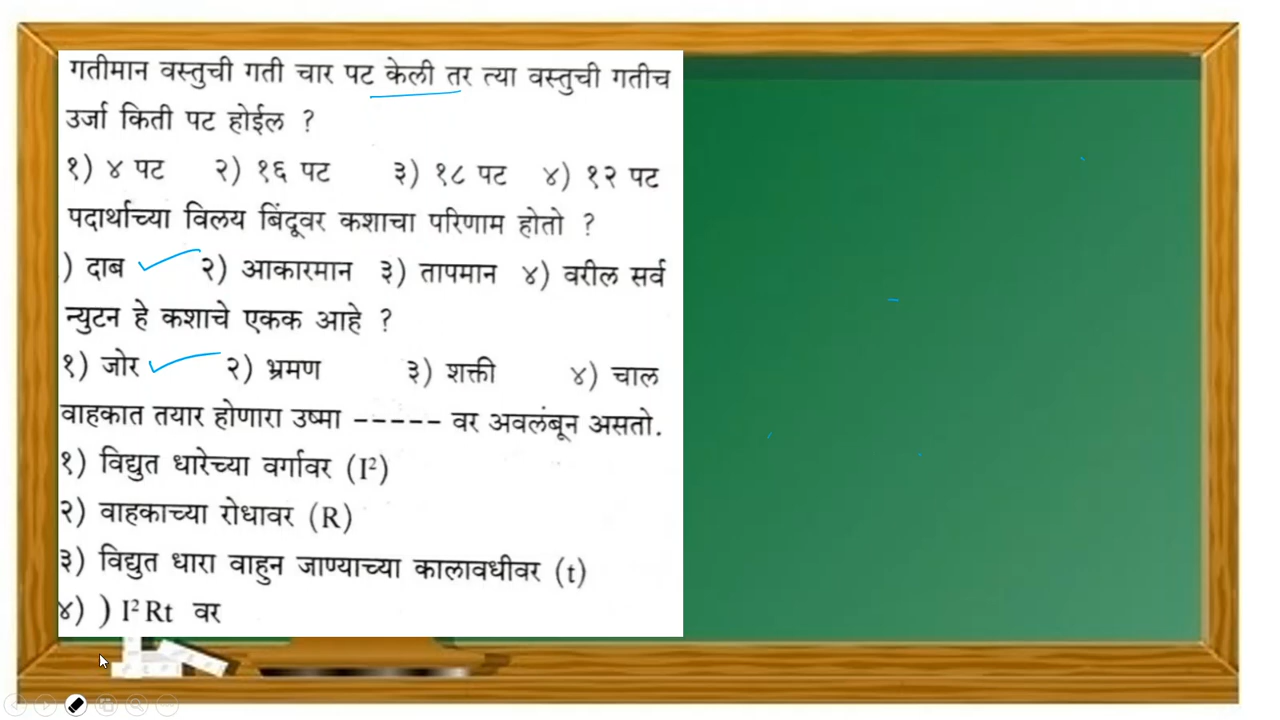 गतीमान वस्तुची गती चार पट केली तर त्या वस्तुची गतीच
उर्जा किती पट होईल ?
१) ४ पट २) १६ पट ३) १८ पट ४) १२ पट
पदार्थाच्या विलय बिंदूवर कशाचा परिणाम होतो ?
) दाब २) आकारमान ३) तापमान ४) वरील सर्व
न्युटन हे कशाचे एकक आहे ?
१) जोर २) भ्रमण ३) शक्ती ४) चाल
वाहकात तयार होणारा उष्मा ----- वर अवलंबून असतो.
१) विद्युत धारेच्या वर्गावर (I²)
२) वाहकाच्या रोधावर (R)
३) विद्युत धारा वाहुन जाण्याच्या कालावधीवर (t)
४) ) I² Rt वर